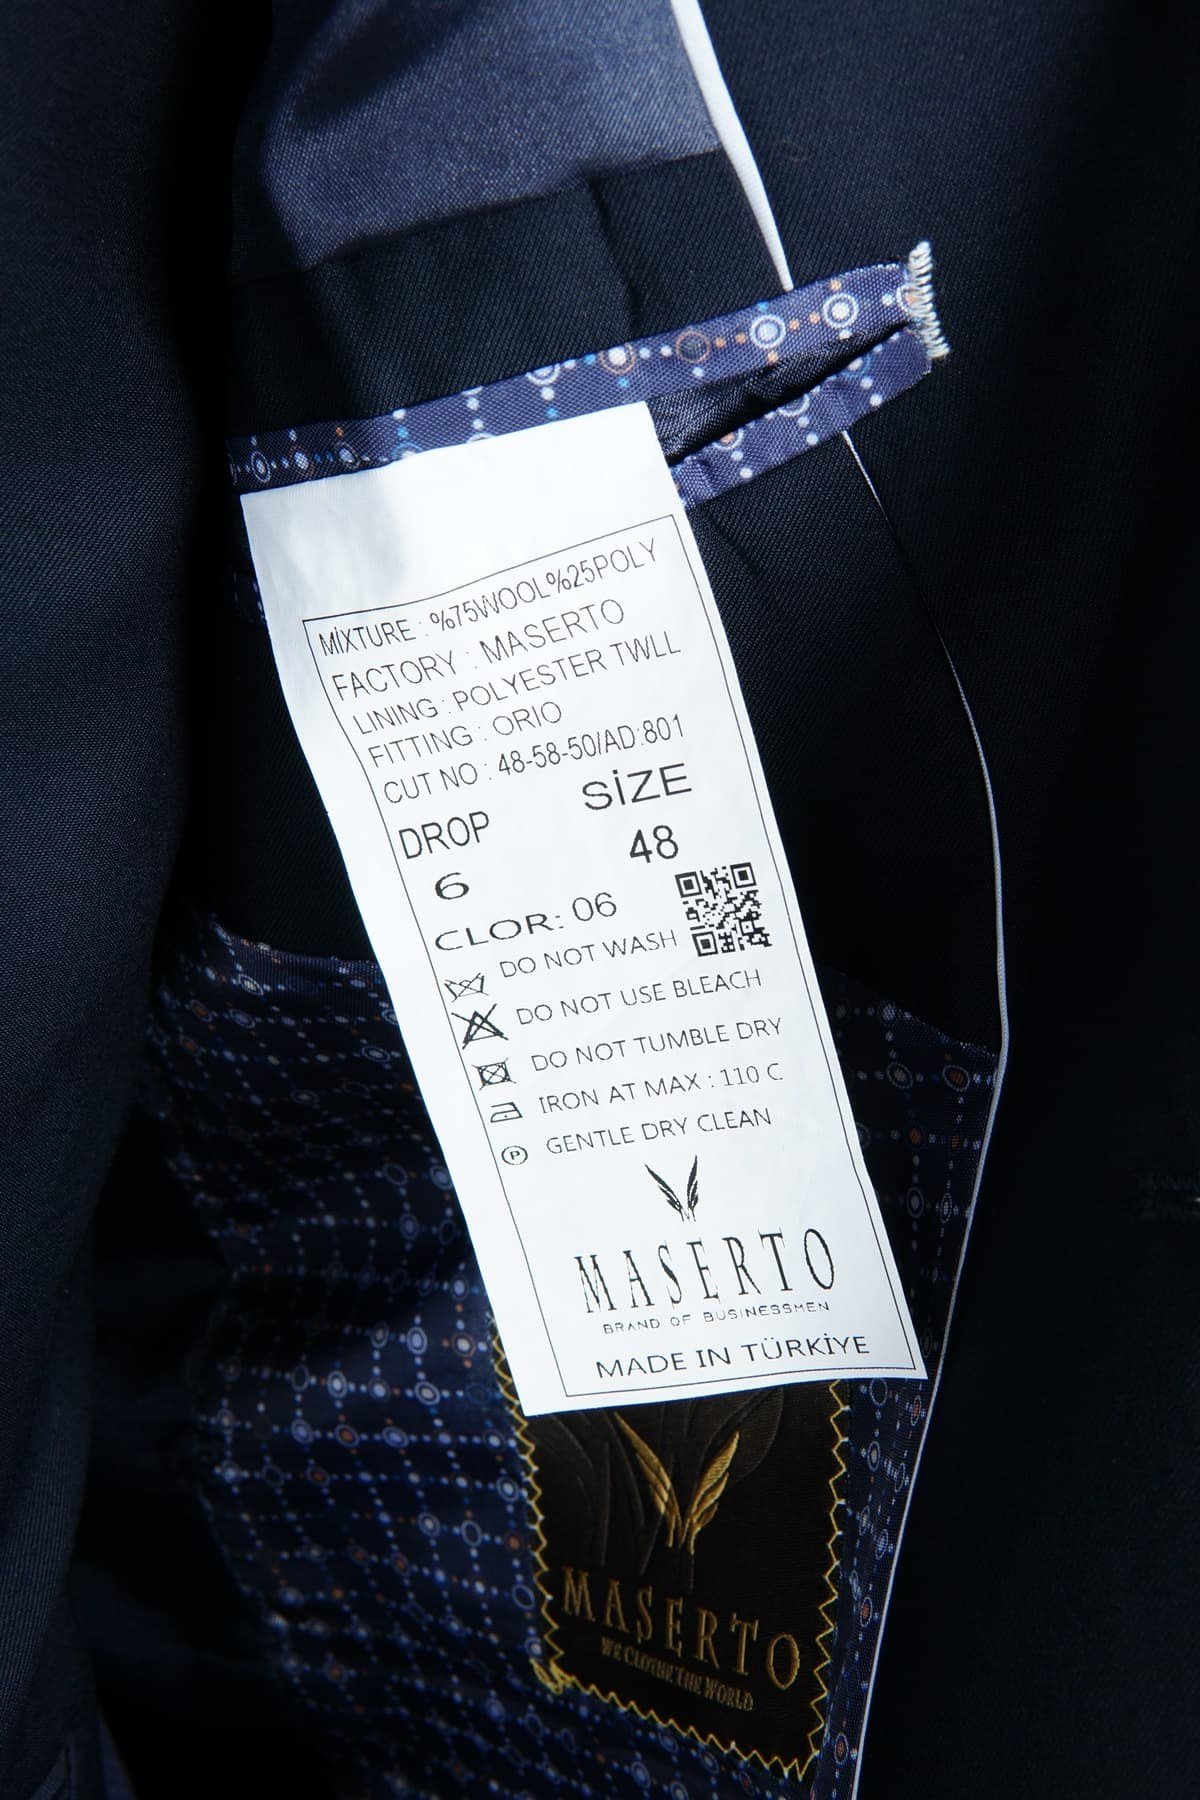 MİXTURE : %75WOOL%25POLY
FACTORY : MASERTO
LINING : POLYESTER TWLL
FITTING : ORIO
CUT NO : 48-58-50/AD:801
DROP SİZE
6 48
CLOR: 06
DO NOT WASH
DO NOT USE BLEACH
DO NOT TUMBLE DRY
IRON AT MAX : 110 C
P GENTLE DRY CLEAN
MASERTO
BRAND OF BUSINESSMEN
MADE IN TÜRKİYE
MASERTO
WE CLOTHE THE WORLD